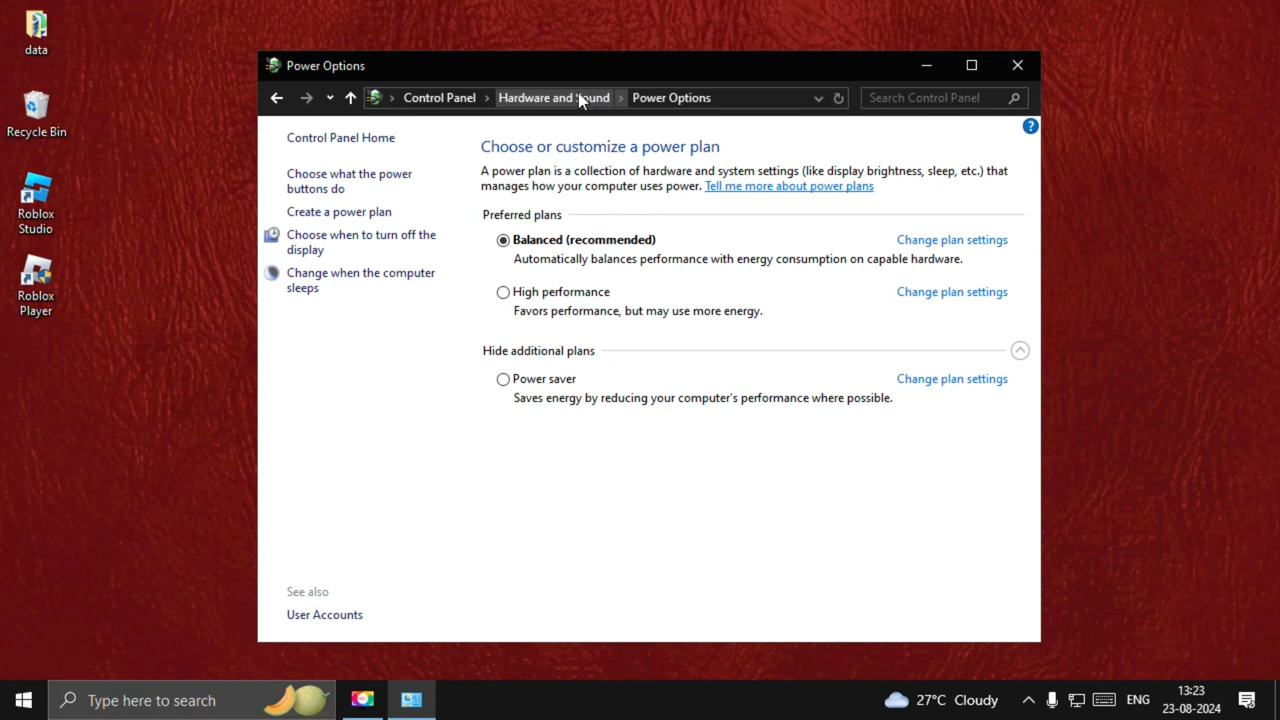 data
Recycle Bin
Roblox
Studio
Roblox
Player
Power Options
Control Panel
Hardware and Sound
Power Options
Search Control Panel
?
Control Panel Home
Choose what the power
buttons do
Create a power plan
Choose when to turn off the
display
Change when the computer
sleeps
Choose or customize a power plan
A power plan is a collection of hardware and system settings (like display brightness, sleep, etc.) that
manages how your computer uses power. Tell me more about power plans
Preferred plans
Balanced (recommended)
Change plan settings
Automatically balances performance with energy consumption on capable hardware.
High performance
Change plan settings
Favors performance, but may use more energy.
Hide additional plans
Power saver
Change plan settings
Saves energy by reducing your computer's performance where possible.
See also
User Accounts
Type here to search
27°C Cloudy
ENG
13:23
23-08-2024